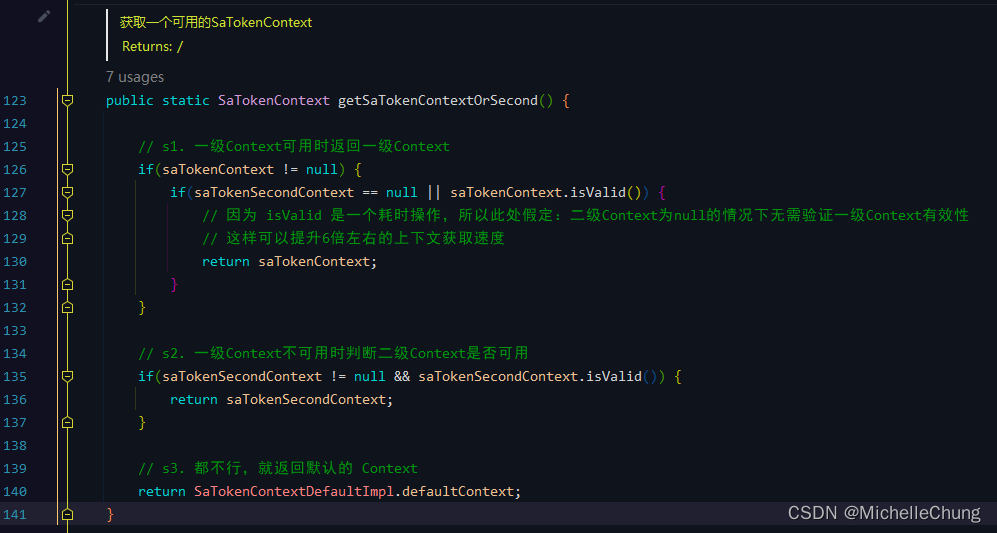 获取一个可用的SaTokenContext
Returns: /
7 usages
123 public static SaTokenContext getSaTokenContextOrSecond() {
124
125 // s1. 一级Context可用时返回一级Context
126 if(saTokenContext != null) {
127 if(saTokenSecondContext == null || saTokenContext.isValid()) {
128 // 因为 isValid 是一个耗时操作，所以此处假定：二级Context为null的情况下无需验证一级Context有效性
129 // 这样可以提升6倍左右的上下文获取速度
130 return saTokenContext;
131 }
132 }
133
134 // s2. 一级Context不可用时判断二级Context是否可用
135 if(saTokenSecondContext != null && saTokenSecondContext.isValid()) {
136 return saTokenSecondContext;
137 }
138
139 // s3. 都不行，就返回默认的 Context
140 return SaTokenContextDefaultImpl.defaultContext;
141 }
CSDN @MichelleChung